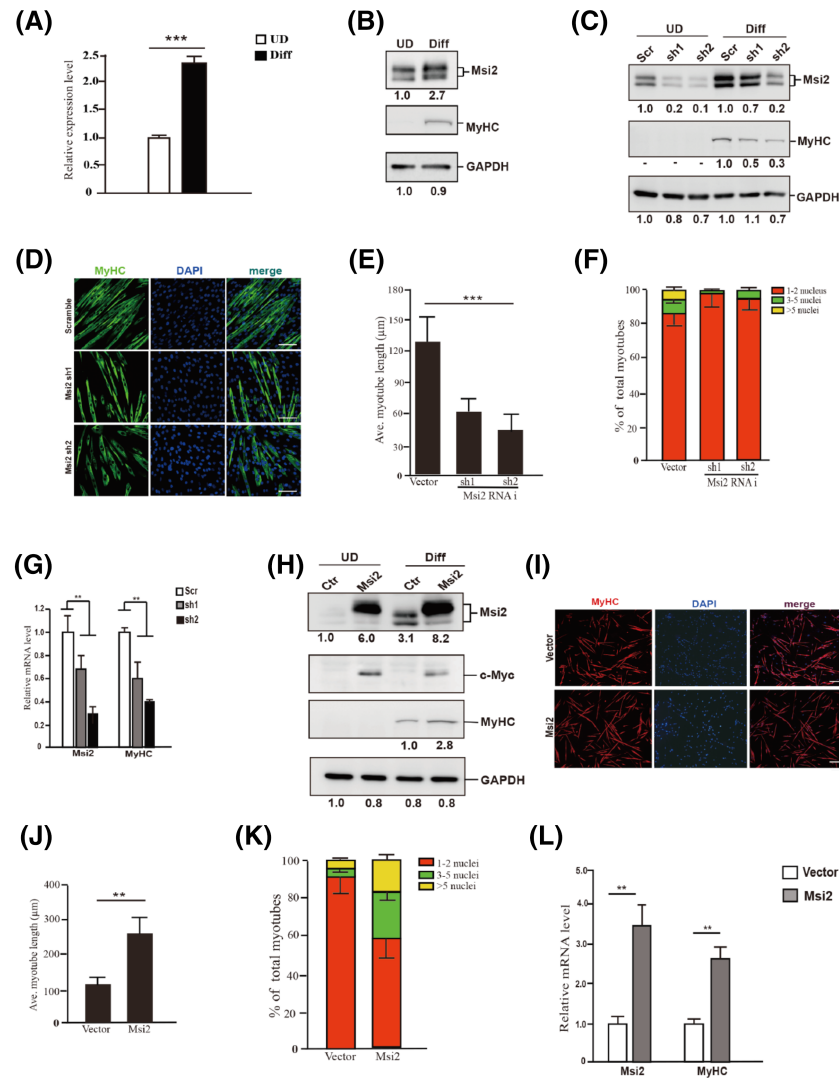 (A)
*** 
UD
Diff
Relative expression level
2.5
2.0
1.5
1.0
2.5
0
(B)
UD Diff
Msi2
1.0 2.7
MyHC
GAPDH
1.0 0.9
(C)
UD Diff
Scr sh1 sh2 Scr sh1 sh2
Msi2
1.0 0.2 0.1 1.0 0.7 0.2
MyHC
- - - 1.0 0.5 0.3
GAPDH
1.0 0.8 0.7 1.0 1.1 0.7
(D)
MyHC DAPI merge
Scramble
Msi2 sh1
Msi2 sh2
(E)
***
Ave. myotube length (µm)
180
150
120
90
60
30
0
Vector sh1 sh2
Msi2 RNA i
(F)
1-2 nucleus
3-5 nuclei
>5 nuclei
% of total myotubes
100
80
60
40
20
0
Vector sh1 sh2
Msi2 RNA i
(G)
Scr
sh1
sh2
** **
Relative mRNA level
1.2
1.0
0.8
0.6
0.4
0.2
0
Msi2 MyHC
(H)
UD Diff
Ctr Msi2 Ctr Msi2
Msi2
1.0 6.0 3.1 8.2
c-Myc
MyHC
1.0 2.8
GAPDH
1.0 0.8 0.8 0.8
(I)
MyHC DAPI merge
Vector
Msi2
(J)
**
Ave. myotube length (µm)
400
300
200
100
0
Vector Msi2
(K)
1-2 nuclei
3-5 nuclei
>5 nuclei
% of total myotubes
100
80
60
40
20
0
Vector Msi2
(L)
Vector
Msi2
** **
Relative mRNA level
5.0
4.0
3.0
2.0
1.0
0
Msi2 MyHC